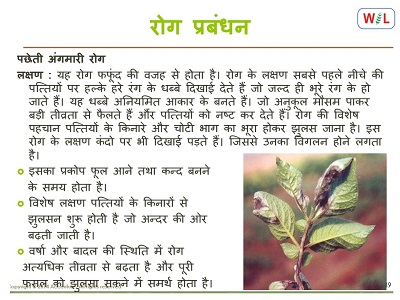 रोग प्रबंधन
W L
पछेती अंगमारी रोग
लक्षण : यह रोग फफूंद की वजह से होता है। रोग के लक्षण सबसे पहले नीचे की
पत्तियों पर हल्के हरे रंग के धब्बे दिखाई देते हैं जो जल्द ही भूरे रंग के हो
जाते हैं। यह धब्बे अनियमित आकार के बनते हैं। जो अनुकूल मौसम पाकर
बड़ी तीव्रता से फैलते हैं और पत्तियों को नष्ट कर देते हैं। रोग की विशेष
पहचान पत्तियों के किनारे और चोटी भाग का भूरा होकर झुलस जाना है। इस
रोग के लक्षण कंदो पर भी दिखाई पड़ते हैं। जिससे उनका विगलन होने लगता
है।
इसका प्रकोप फूल आने तथा कन्द बनने
के समय होता है।
विशेष लक्षण पत्तियों के किनारों से
झुलसन शुरू होती है जो अन्दर की ओर
बढ़ती जाती है।
वर्षा और बादल की स्थिति में रोग
अत्यधिक तीव्रता से बढ़ता है और पूरी
फसल को झुलसा सकने में समर्थ होता है।